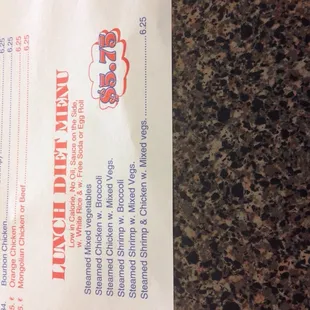 Bourbon Chicken 6.25
Orange Chicken 6.25
Mongolian Chicken or Beef 6.25
LUNCH DIET MENU
Low in Calorie, No Oil, Sauce on the Side,
w. White Rice & w. Free Soda or Egg Roll
$5.75
Steamed Mixed vegetables
Steamed Chicken w. Broccoli
Steamed Chicken w. Mixed Vegs.
Steamed Shrimp w. Broccoli
Steamed Shrimp w. Mixed Vegs.
Steamed Shrimp & Chicken w. Mixed vegs. 6.25